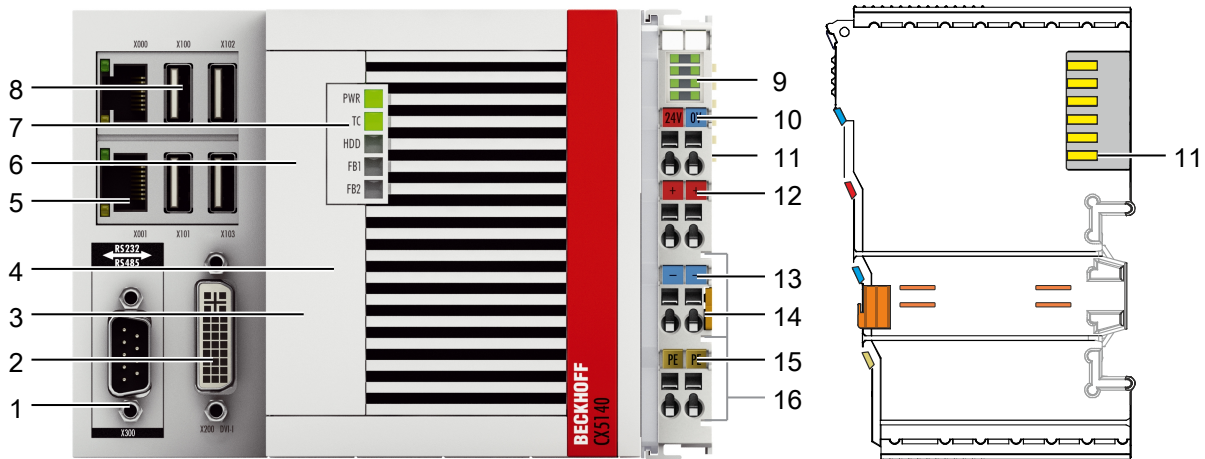 X000 X100 X102
8
PWR
TC
7
HDD
6
FB1
5
FB2
X001 X101 X103
RS232
RS485
4
3
2
1
X300
X200 DVI-I
BECKHOFF
CX5140
9
24V 0V
10
11
+ +
12
− −
13
14
PE PE
15
16
11